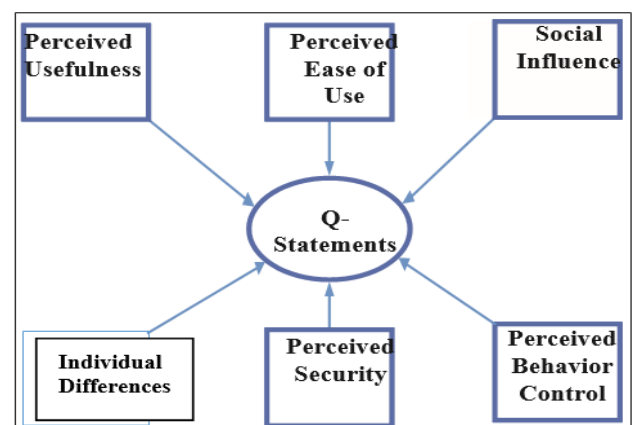 Perceived
Usefulness
Perceived
Ease of
Use
Social
Influence
Q-
Statements
Individual
Differences
Perceived
Security
Perceived
Behavior
Control